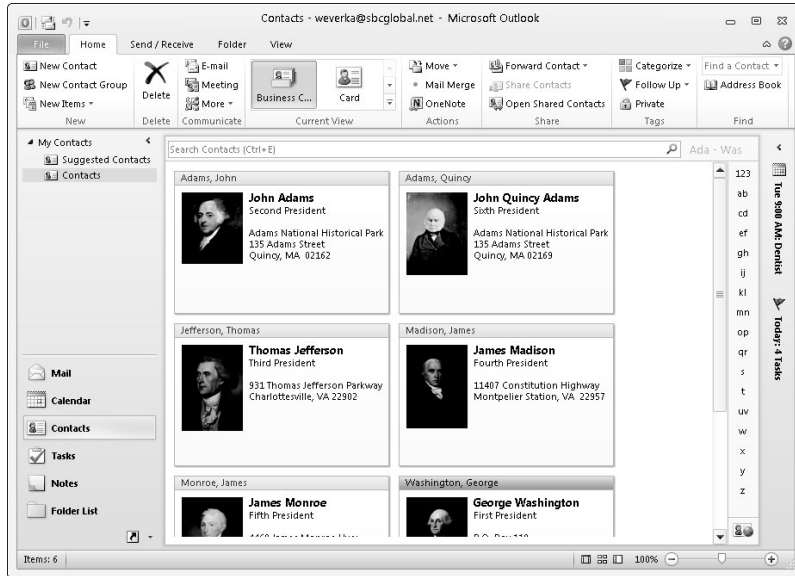 Contacts - weverka@sbcglobal.net - Microsoft Outlook
File Home Send / Receive Folder View
New Contact
New Contact Group
New Items
New
Delete
Delete
E-mail
Meeting
More
Communicate
Business C...
Card
Current View
Move
Mail Merge
OneNote
Actions
Forward Contact
Share Contacts
Open Shared Contacts
Share
Categorize
Follow Up
Private
Tags
Find a Contact
Address Book
Find
My Contacts
Suggested Contacts
Contacts
Search Contacts (Ctrl+E)
Ada - Was
Adams, John
John Adams
Second President
Adams National Historical Park
135 Adams Street
Quincy, MA 02162
Adams, Quincy
John Quincy Adams
Sixth President
Adams National Historical Park
135 Adams Street
Quincy, MA 02169
Jefferson, Thomas
Thomas Jefferson
Third President
931 Thomas Jefferson Parkway
Charlottesville, VA 22902
Madison, James
James Madison
Fourth President
11407 Constitution Highway
Montpelier Station, VA 22957
Monroe, James
James Monroe
Fifth President
Washington, George
George Washington
First President
123
ab
cd
ef
gh
ij
kl
mn
op
qr
s
t
uv
w
x
y
z
Tue 9:00 AM: Dentist
Today: 4 Tasks
Mail
Calendar
Contacts
Tasks
Notes
Folder List
Items: 6
100%